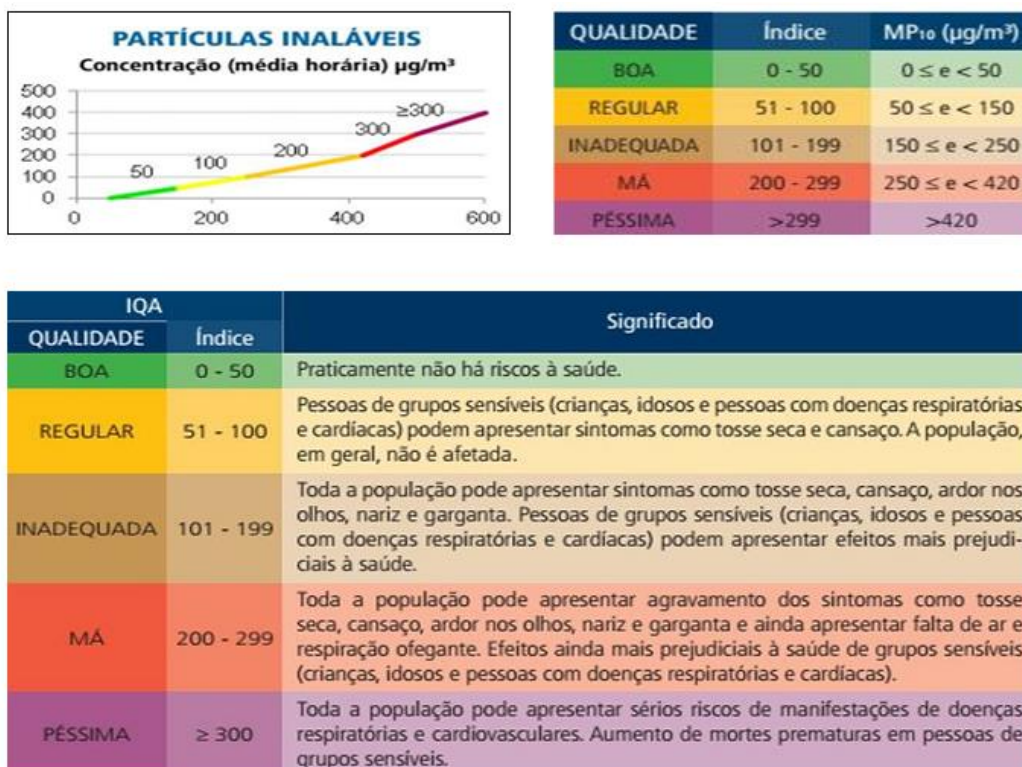 PARTÍCULAS INALÁVEIS
Concentração (média horária) µg/m³
500
400
300
200
100
0
50
100
200
300
≥300
0
200
400
600
QUALIDADE Índice MP₁₀ (µg/m³)
BOA 0 - 50 0 ≤ e < 50
REGULAR 51 - 100 50 ≤ e < 150
INADEQUADA 101 - 199 150 ≤ e < 250
MÁ 200 - 299 250 ≤ e < 420
PÉSSIMA >299 >420
IQA
QUALIDADE Índice Significado
BOA 0 - 50 Praticamente não há riscos à saúde.
REGULAR 51 - 100
Pessoas de grupos sensíveis (crianças, idosos e pessoas com doenças respiratórias
e cardíacas) podem apresentar sintomas como tosse seca e cansaço. A população,
em geral, não é afetada.
INADEQUADA 101 - 199
Toda a população pode apresentar sintomas como tosse seca, cansaço, ardor nos
olhos, nariz e garganta. Pessoas de grupos sensíveis (crianças, idosos e pessoas
com doenças respiratórias e cardíacas) podem apresentar efeitos mais prejudi-
ciais à saúde.
MÁ 200 - 299
Toda a população pode apresentar agravamento dos sintomas como tosse
seca, cansaço, ardor nos olhos, nariz e garganta e ainda apresentar falta de ar e
respiração ofegante. Efeitos ainda mais prejudiciais à saúde de grupos sensíveis
(crianças, idosos e pessoas com doenças respiratórias e cardíacas).
PÉSSIMA ≥ 300
Toda a população pode apresentar sérios riscos de manifestações de doenças
respiratórias e cardiovasculares. Aumento de mortes prematuras em pessoas de
grupos sensíveis.